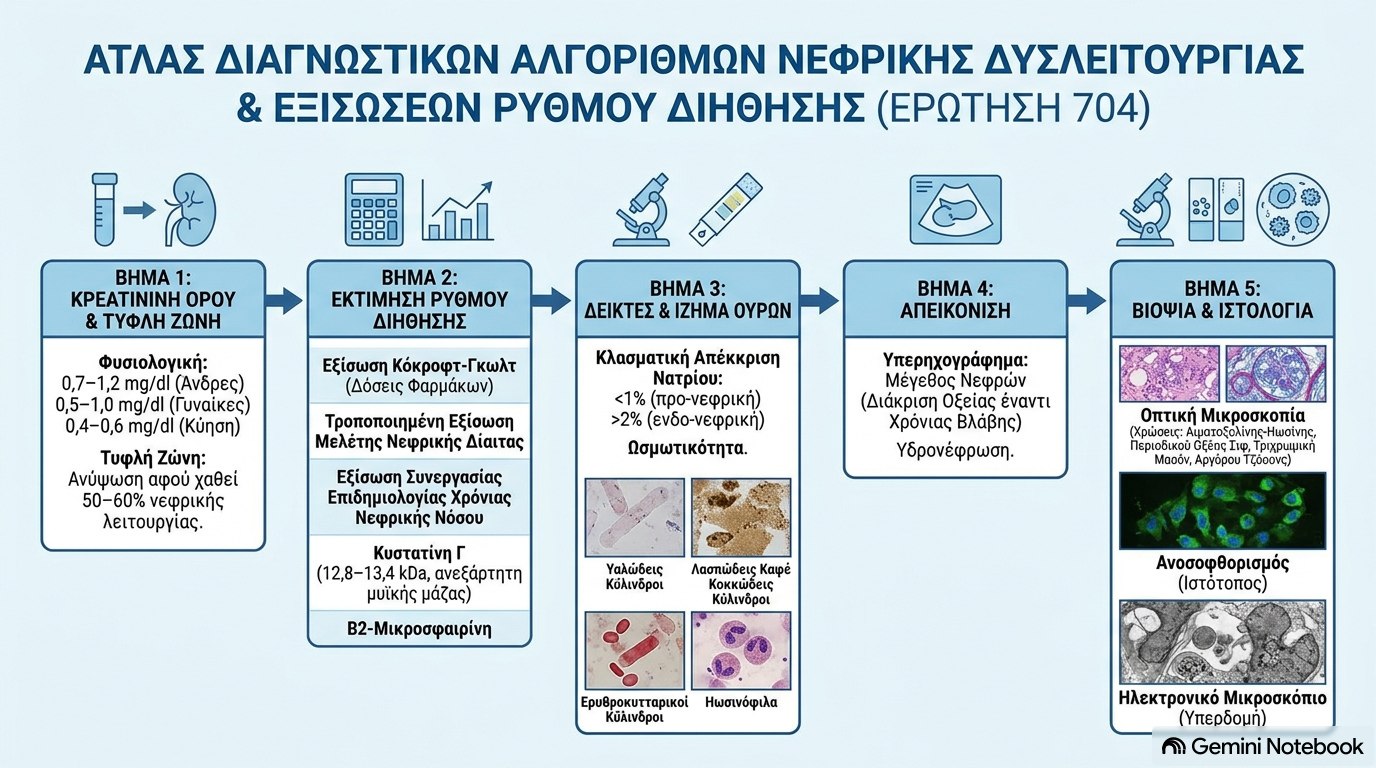 ΑΤΛΑΣ ΔΙΑΓΝΩΣΤΙΚΩΝ ΑΛΓΟΡΙΘΜΩΝ ΝΕΦΡΙΚΗΣ ΔΥΣΛΕΙΤΟΥΡΓΙΑΣ
& ΕΞΙΣΩΣΕΩΝ ΡΥΘΜΟΥ ΔΙΗΘΗΣΗΣ (ΕΡΩΤΗΣΗ 704)
ΒΗΜΑ 1:
ΚΡΕΑΤΙΝΙΝΗ ΟΡΟΥ
& ΤΥΦΛΗ ΖΩΝΗ
Φυσιολογική:
0,7–1,2 mg/dl (Άνδρες)
0,5–1,0 mg/dl (Γυναίκες)
0,4–0,6 mg/dl (Κύηση)
Τυφλή Ζώνη:
Ανύψωση αφού χαθεί
50–60% νεφρικής
λειτουργίας.
ΒΗΜΑ 2:
ΕΚΤΙΜΗΣΗ ΡΥΘΜΟΥ
ΔΙΗΘΗΣΗΣ
Εξίσωση Κόκροφτ-Γκωλτ
(Δόσεις Φαρμάκων)
Τροποποιημένη Εξίσωση
Μελέτης Νεφρικής Δίαιτας
Εξίσωση Συνεργασίας
Επιδημιολογίας Χρόνιας
Νεφρικής Νόσου
Κυστατίνη Γ
(12,8–13,4 kDa, ανεξάρτητη
μυϊκής μάζας)
Β2-Μικροσφαιρίνη
ΒΗΜΑ 3:
ΔΕΙΚΤΕΣ & ΙΖΗΜΑ ΟΥΡΩΝ
Κλασματική Απέκκριση
Νατρίου:
<1% (προ-νεφρική)
>2% (ενδο-νεφρική)
Ωσμωτικότητα.
Υαλώδεις
Κύλινδροι
Λασπώδεις Καφέ
Κοκκώδεις
Κύλινδροι
Ερυθροκυτταρικοί
Κύλινδροι
Ηωσινόφιλα
ΒΗΜΑ 4:
ΑΠΕΙΚΟΝΙΣΗ
Υπερηχογράφημα:
Μέγεθος Νεφρών
(Διάκριση Οξείας έναντι
Χρόνιας Βλάβης)
Υδρονέφρωση.
ΒΗΜΑ 5:
ΒΙΟΨΙΑ & ΙΣΤΟΛΟΓΙΑ
Οπτική Μικροσκοπία
(Χρώσεις: Αιματοξολίνης-Ηωσίνης,
Περιοδικού Στιφ, Τριχρωμική
Μασόν, Αργύρου Τζόουνς)
Ανοσοφθορισμός
(Ιστότοπος)
Ηλεκτρονικό Μικροσκόπιο
(Υπερδομή)
Gemini Notebook